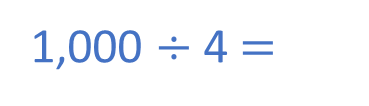 1,000 ÷ 4 =